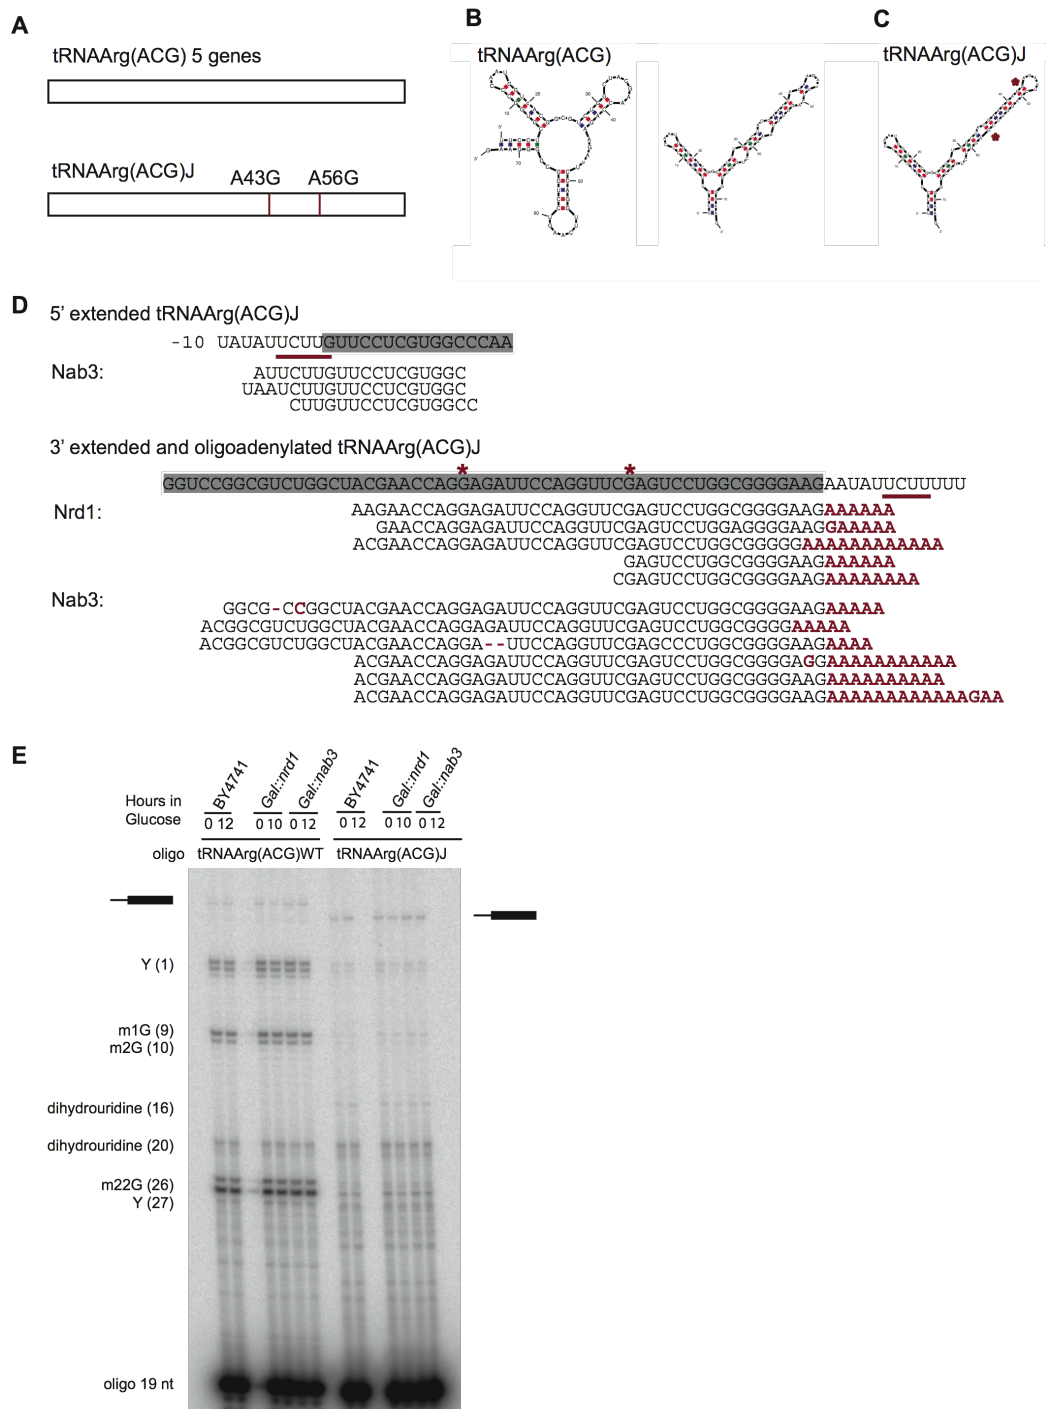 A
tRNAArg(ACG) 5 genes
tRNAArg(ACG)J
A43G A56G
B
tRNAArg(ACG)
C
tRNAArg(ACG)J
D
5' extended tRNAArg(ACG)J
-10 UAUAUUCUUGUUCCUCGUGGCCCAA
Nab3:
AUUCUUGUUCCUCGUGGC
UAAUCUUGUUCCUCGUGGC
CUUGUUCCUCGUGGCC
3' extended and oligoadenylated tRNAArg(ACG)J
* *
GGUCCGGCGUCUGGCUACGAACCAGGAGAUUCCAGGUUCGAGUCCUGGCGGGGAAGAAUAUUCUUUUU
Nrd1:
AAGAACCAGGAGAUUCCAGGUUCGAGUCCUGGCGGGGAAGAAAAAA
GAACCAGGAGAUUCCAGGUUCGAGUCCUGGAGGGGAAGGAAAAA
ACGAACCAGGAGAUUCCAGGUUCGAGUCCUGGCGGGGGAAAAAAAAAAAA
GAGUCCUGGCGGGGAAGAAAAAA
CGAGUCCUGGCGGGGAAGAAAAAAAA
Nab3:
GGCG-CCGGCUACGAACCAGGAGAUUCCAGGUUCGAGUCCUGGCGGGGAAGAAAAA
ACGGCGUCUGGCUACGAACCAGGAGAUUCCAGGUUCGAGUCCUGGCGGGGAAAAA
ACGGCGUCUGGCUACGAACCAGGA--UUCCAGGUUCGAGCCCUGGCGGGGAAGAAAA
ACGAACCAGGAGAUUCCAGGUUCGAGUCCUGGCGGGGAGGAAAAAAAAAAA
ACGAACCAGGAGAUUCCAGGUUCGAGUCCUGGCGGGGAAGAAAAAAAAAA
ACGAACCAGGAGAUUCCAGGUUCGAGUCCUGGCGGGGAAGAAAAAAAAAAAAGAA
E
BY4741 Gal::nrd1 Gal::nab3 BY4741 Gal::nrd1 Gal::nab3
Hours in
Glucose
0 12 0 10 0 12 0 12 0 10 0 12
oligo tRNAArg(ACG)WT tRNAArg(ACG)J
Y (1)
m1G (9)
m2G (10)
dihydrouridine (16)
dihydrouridine (20)
m22G (26)
Y (27)
oligo 19 nt